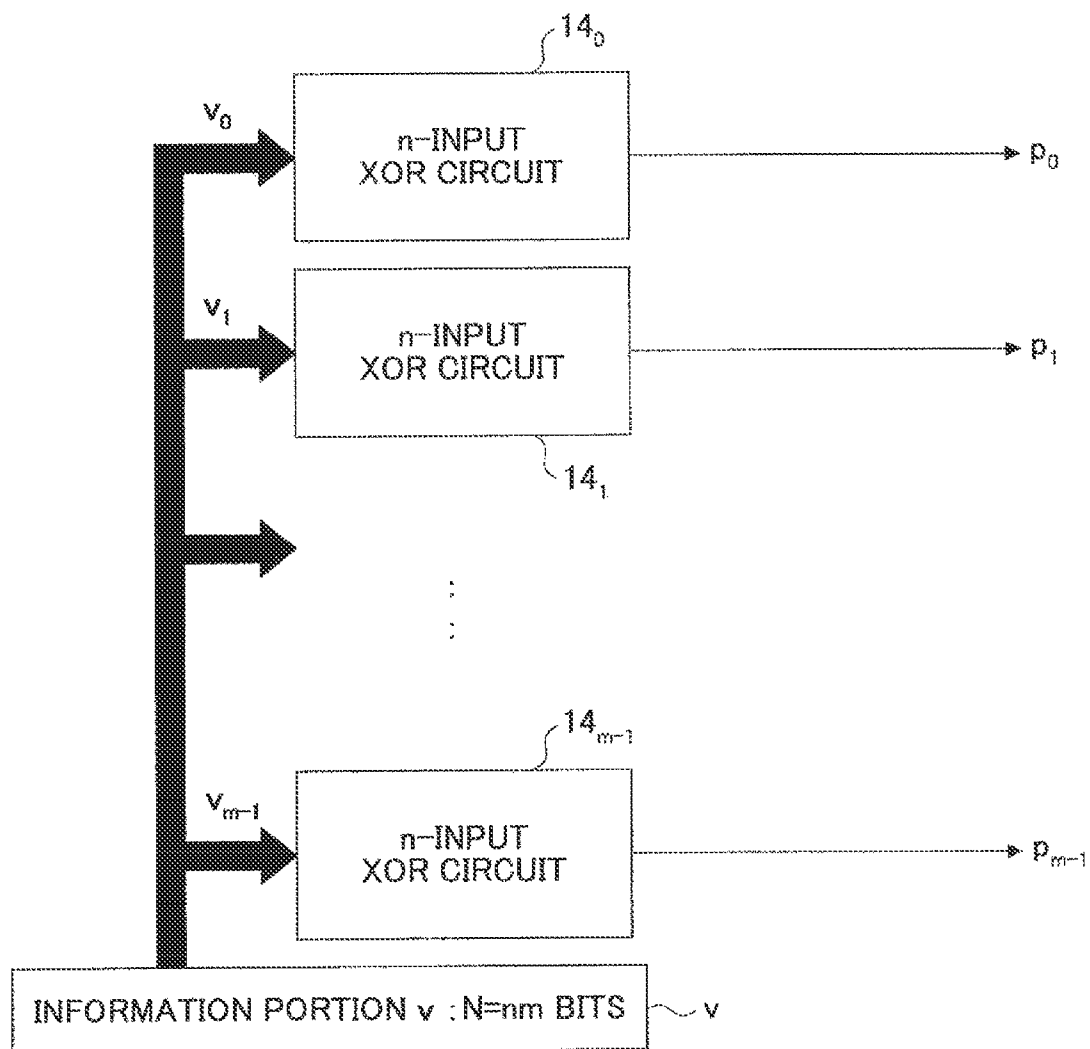 14₀
v₀
n-INPUT
XOR CIRCUIT
p₀
v₁
n-INPUT
XOR CIRCUIT
p₁
14₁
:
:
14ₘ₋₁
vₘ₋₁
n-INPUT
XOR CIRCUIT
pₘ₋₁
INFORMATION PORTION v : N=nm BITS
v